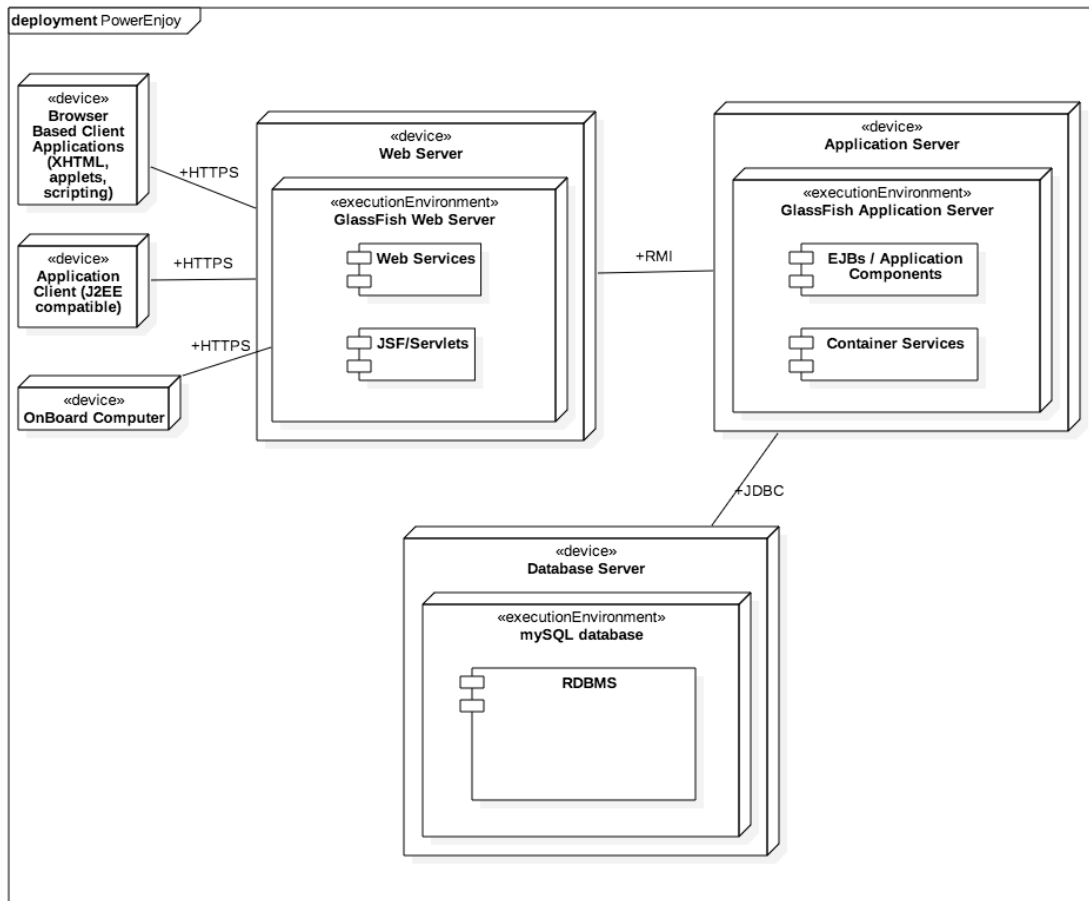 deployment PowerEnjoy
«device»
Browser
Based Client
Applications
(XHTML,
applets,
scripting)
+HTTPS
«device»
Application
Client (J2EE
compatible)
+HTTPS
«device»
OnBoard Computer
+HTTPS
«device»
Web Server
«executionEnvironment»
GlassFish Web Server
Web Services
JSF/Servlets
+RMI
«device»
Application Server
«executionEnvironment»
GlassFish Application Server
EJBs / Application
Components
Container Services
+JDBC
«device»
Database Server
«executionEnvironment»
mySQL database
RDBMS